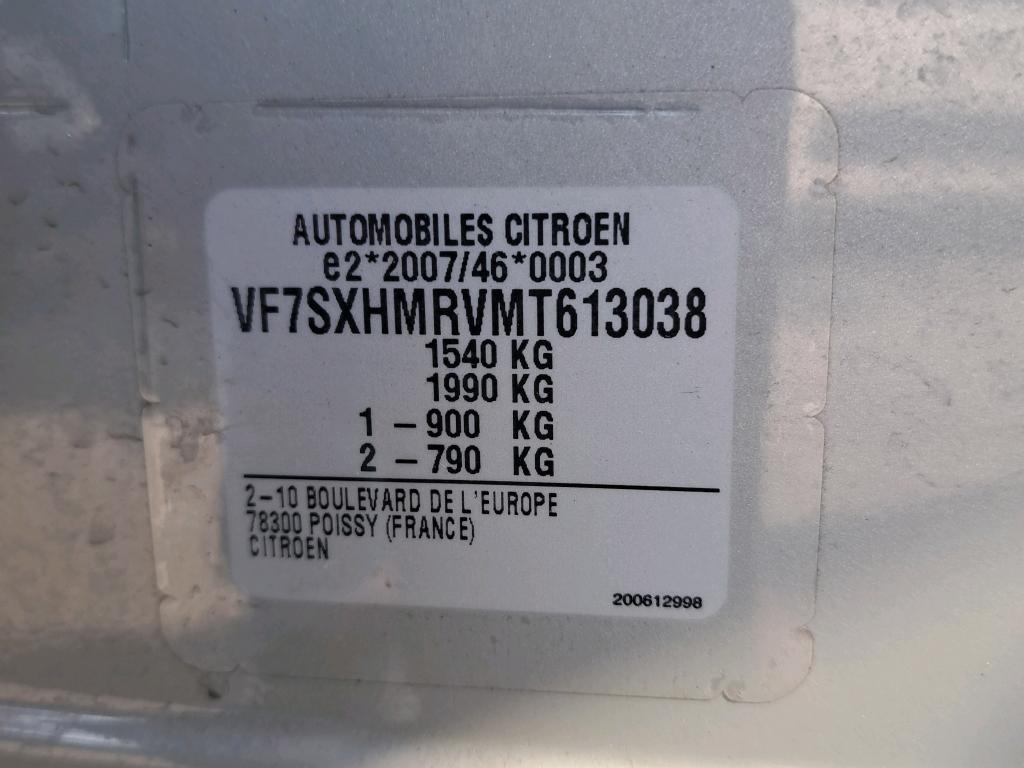 AUTOMOBILES CITROEN
e2*2007/46*0003
VF7SXHMRVMT613038
1540 KG
1990 KG
1 -900 KG
2 -790 KG
2-10 BOULEVARD DE L'EUROPE
78300 POISSY (FRANCE)
CITROEN
200612998